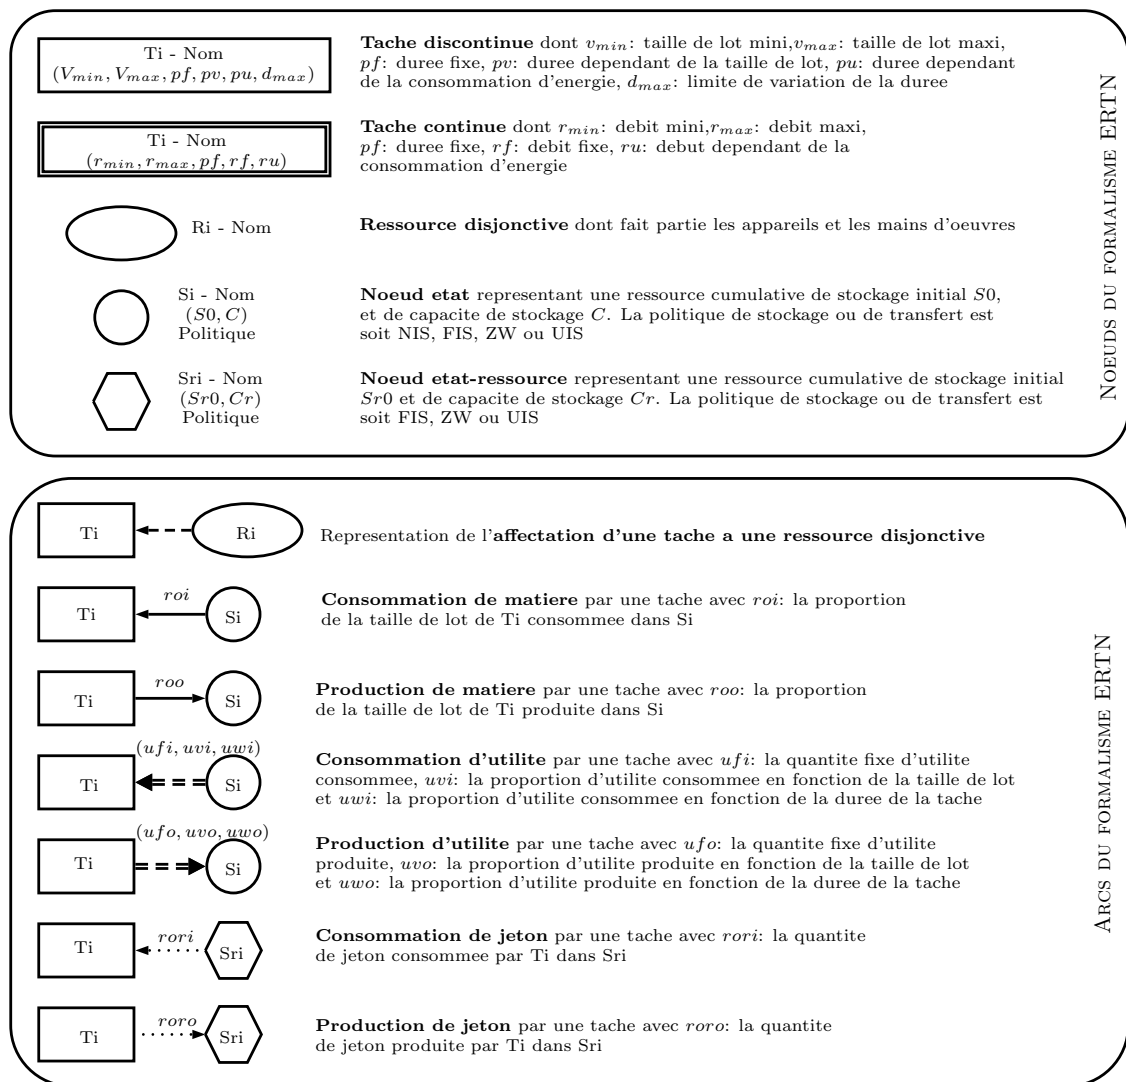 Ti - Nom
(V_min, V_max, pf, pv, pu, d_max)
Tache discontinue dont v_min: taille de lot mini,v_max: taille de lot maxi,
pf: duree fixe, pv: duree dependant de la taille de lot, pu: duree dependant
de la consommation d'energie, d_max: limite de variation de la duree
Ti - Nom
(r_min, r_max, pf, rf, ru)
Tache continue dont r_min: debit mini,r_max: debit maxi,
pf: duree fixe, rf: debit fixe, ru: debut dependant de la
consommation d'energie
Ri - Nom
Ressource disjonctive dont fait partie les appareils et les mains d'oeuvres
Si - Nom
(S0, C)
Politique
Noeud etat representant une ressource cumulative de stockage initial S0,
et de capacite de stockage C. La politique de stockage ou de transfert est
soit NIS, FIS, ZW ou UIS
Sri - Nom
(Sr0, Cr)
Politique
Noeud etat-ressource representant une ressource cumulative de stockage initial
Sr0 et de capacite de stockage Cr. La politique de stockage ou de transfert est
soit FIS, ZW ou UIS
Noeuds du formalisme ERTN
Ti
Ri
Representation de l'affectation d'une tache a une ressource disjonctive
Ti
roi
Si
Consommation de matiere par une tache avec roi: la proportion
de la taille de lot de Ti consommee dans Si
Ti
roo
Si
Production de matiere par une tache avec roo: la proportion
de la taille de lot de Ti produite dans Si
Ti
(ufi, uvi, uwi)
Si
Consommation d'utilite par une tache avec ufi: la quantite fixe d'utilite
consommee, uvi: la proportion d'utilite consommee en fonction de la taille de lot
et uwi: la proportion d'utilite consommee en fonction de la duree de la tache
Ti
(ufo, uvo, uwo)
Si
Production d'utilite par une tache avec ufo: la quantite fixe d'utilite
produite, uvo: la proportion d'utilite produite en fonction de la taille de lot
et uwo: la proportion d'utilite produite en fonction de la duree de la tache
Ti
rori
Sri
Consommation de jeton par une tache avec rori: la quantite
de jeton consommee par Ti dans Sri
Ti
roro
Sri
Production de jeton par une tache avec roro: la quantite
de jeton produite par Ti dans Sri
Arcs du formalisme ERTN